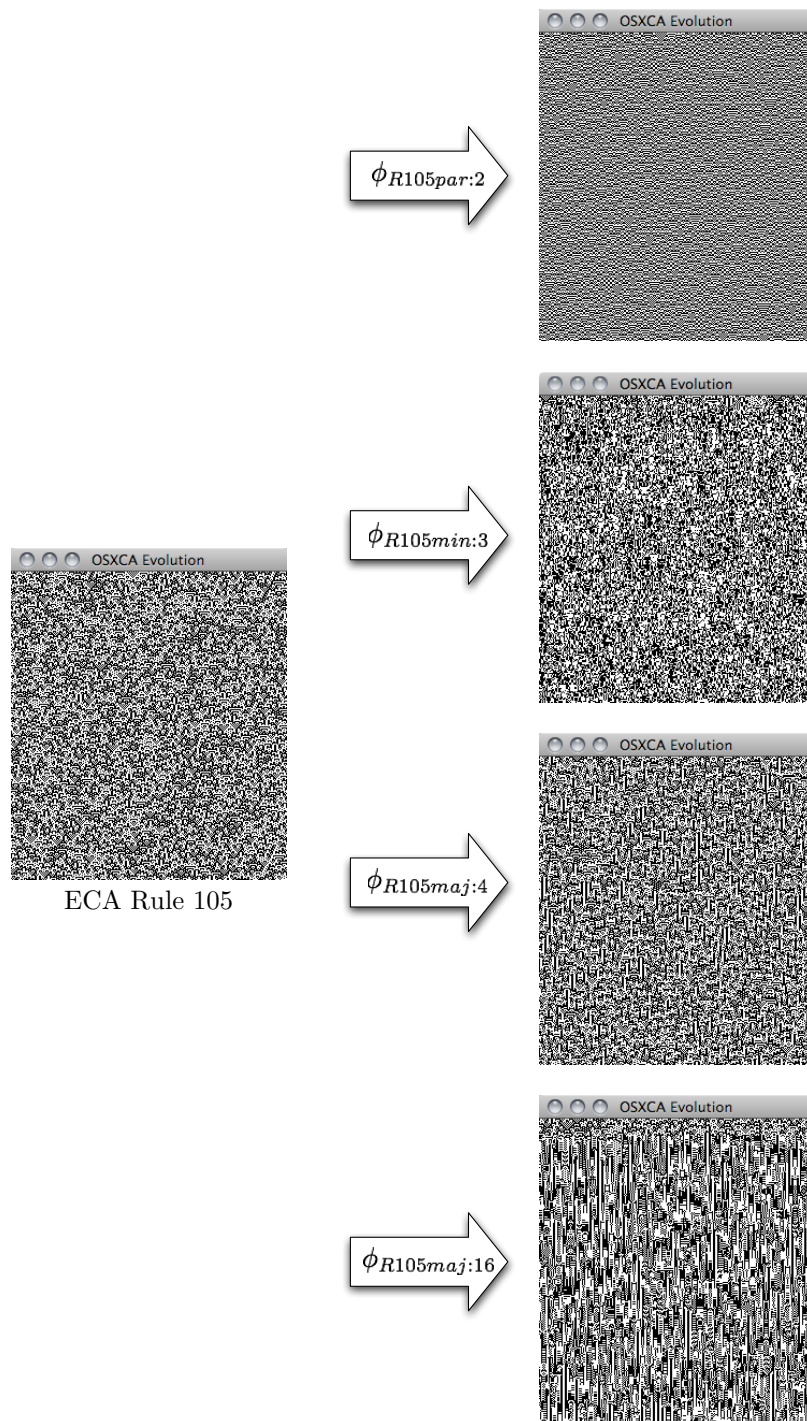 OSXCA Evolution
ϕR105par:2
OSXCA Evolution
ϕR105min:3
OSXCA Evolution
ECA Rule 105
OSXCA Evolution
ϕR105maj:4
OSXCA Evolution
ϕR105maj:16